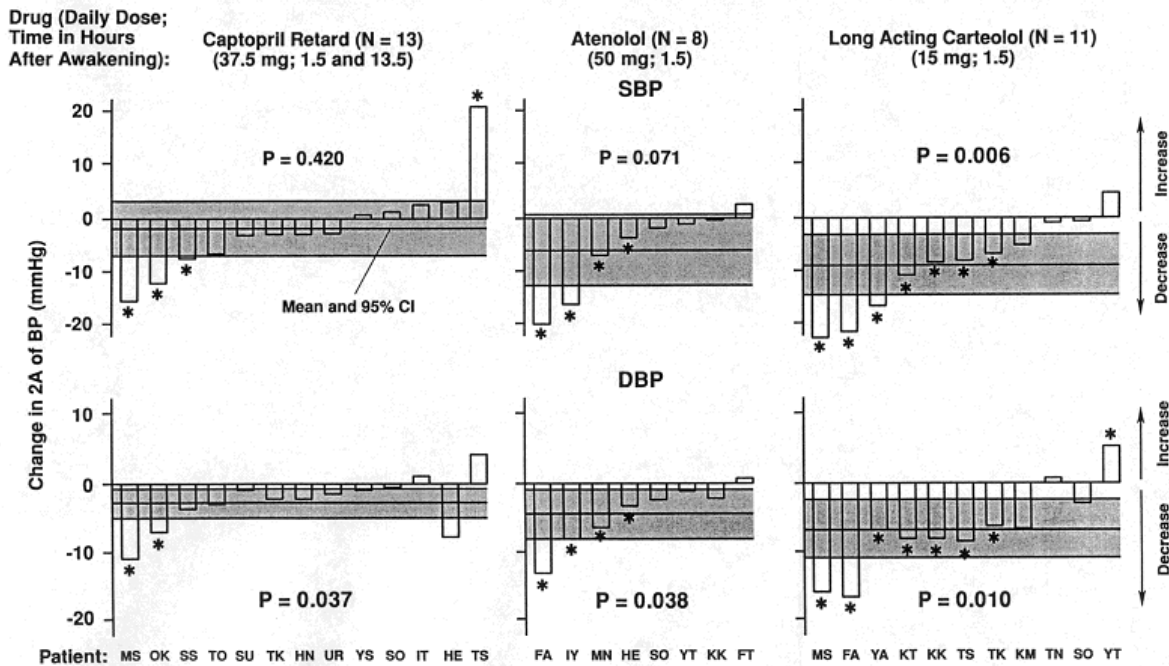 Drug (Daily Dose;
Time in Hours
After Awakening):
Captopril Retard (N = 13)
(37.5 mg; 1.5 and 13.5)
Atenolol (N = 8)
(50 mg; 1.5)
Long Acting Carteolol (N = 11)
(15 mg; 1.5)
SBP
Change in 2A of BP (mmHg)
20
10
0
-10
-20
*
P = 0.420
* * *
Mean and 95% CI
P = 0.071
* * * *
P = 0.006
* * * * * * *
Increase
Decrease
DBP
10
0
-10
-20
* *
P = 0.037
* * * *
P = 0.038
*
* * * * * * *
P = 0.010
Increase
Decrease
Patient: MS OK SS TO SU TK HN UR YS SO IT HE TS FA IY MN HE SO YT KK FT MS FA YA KT KK TS TK KM TN SO YT